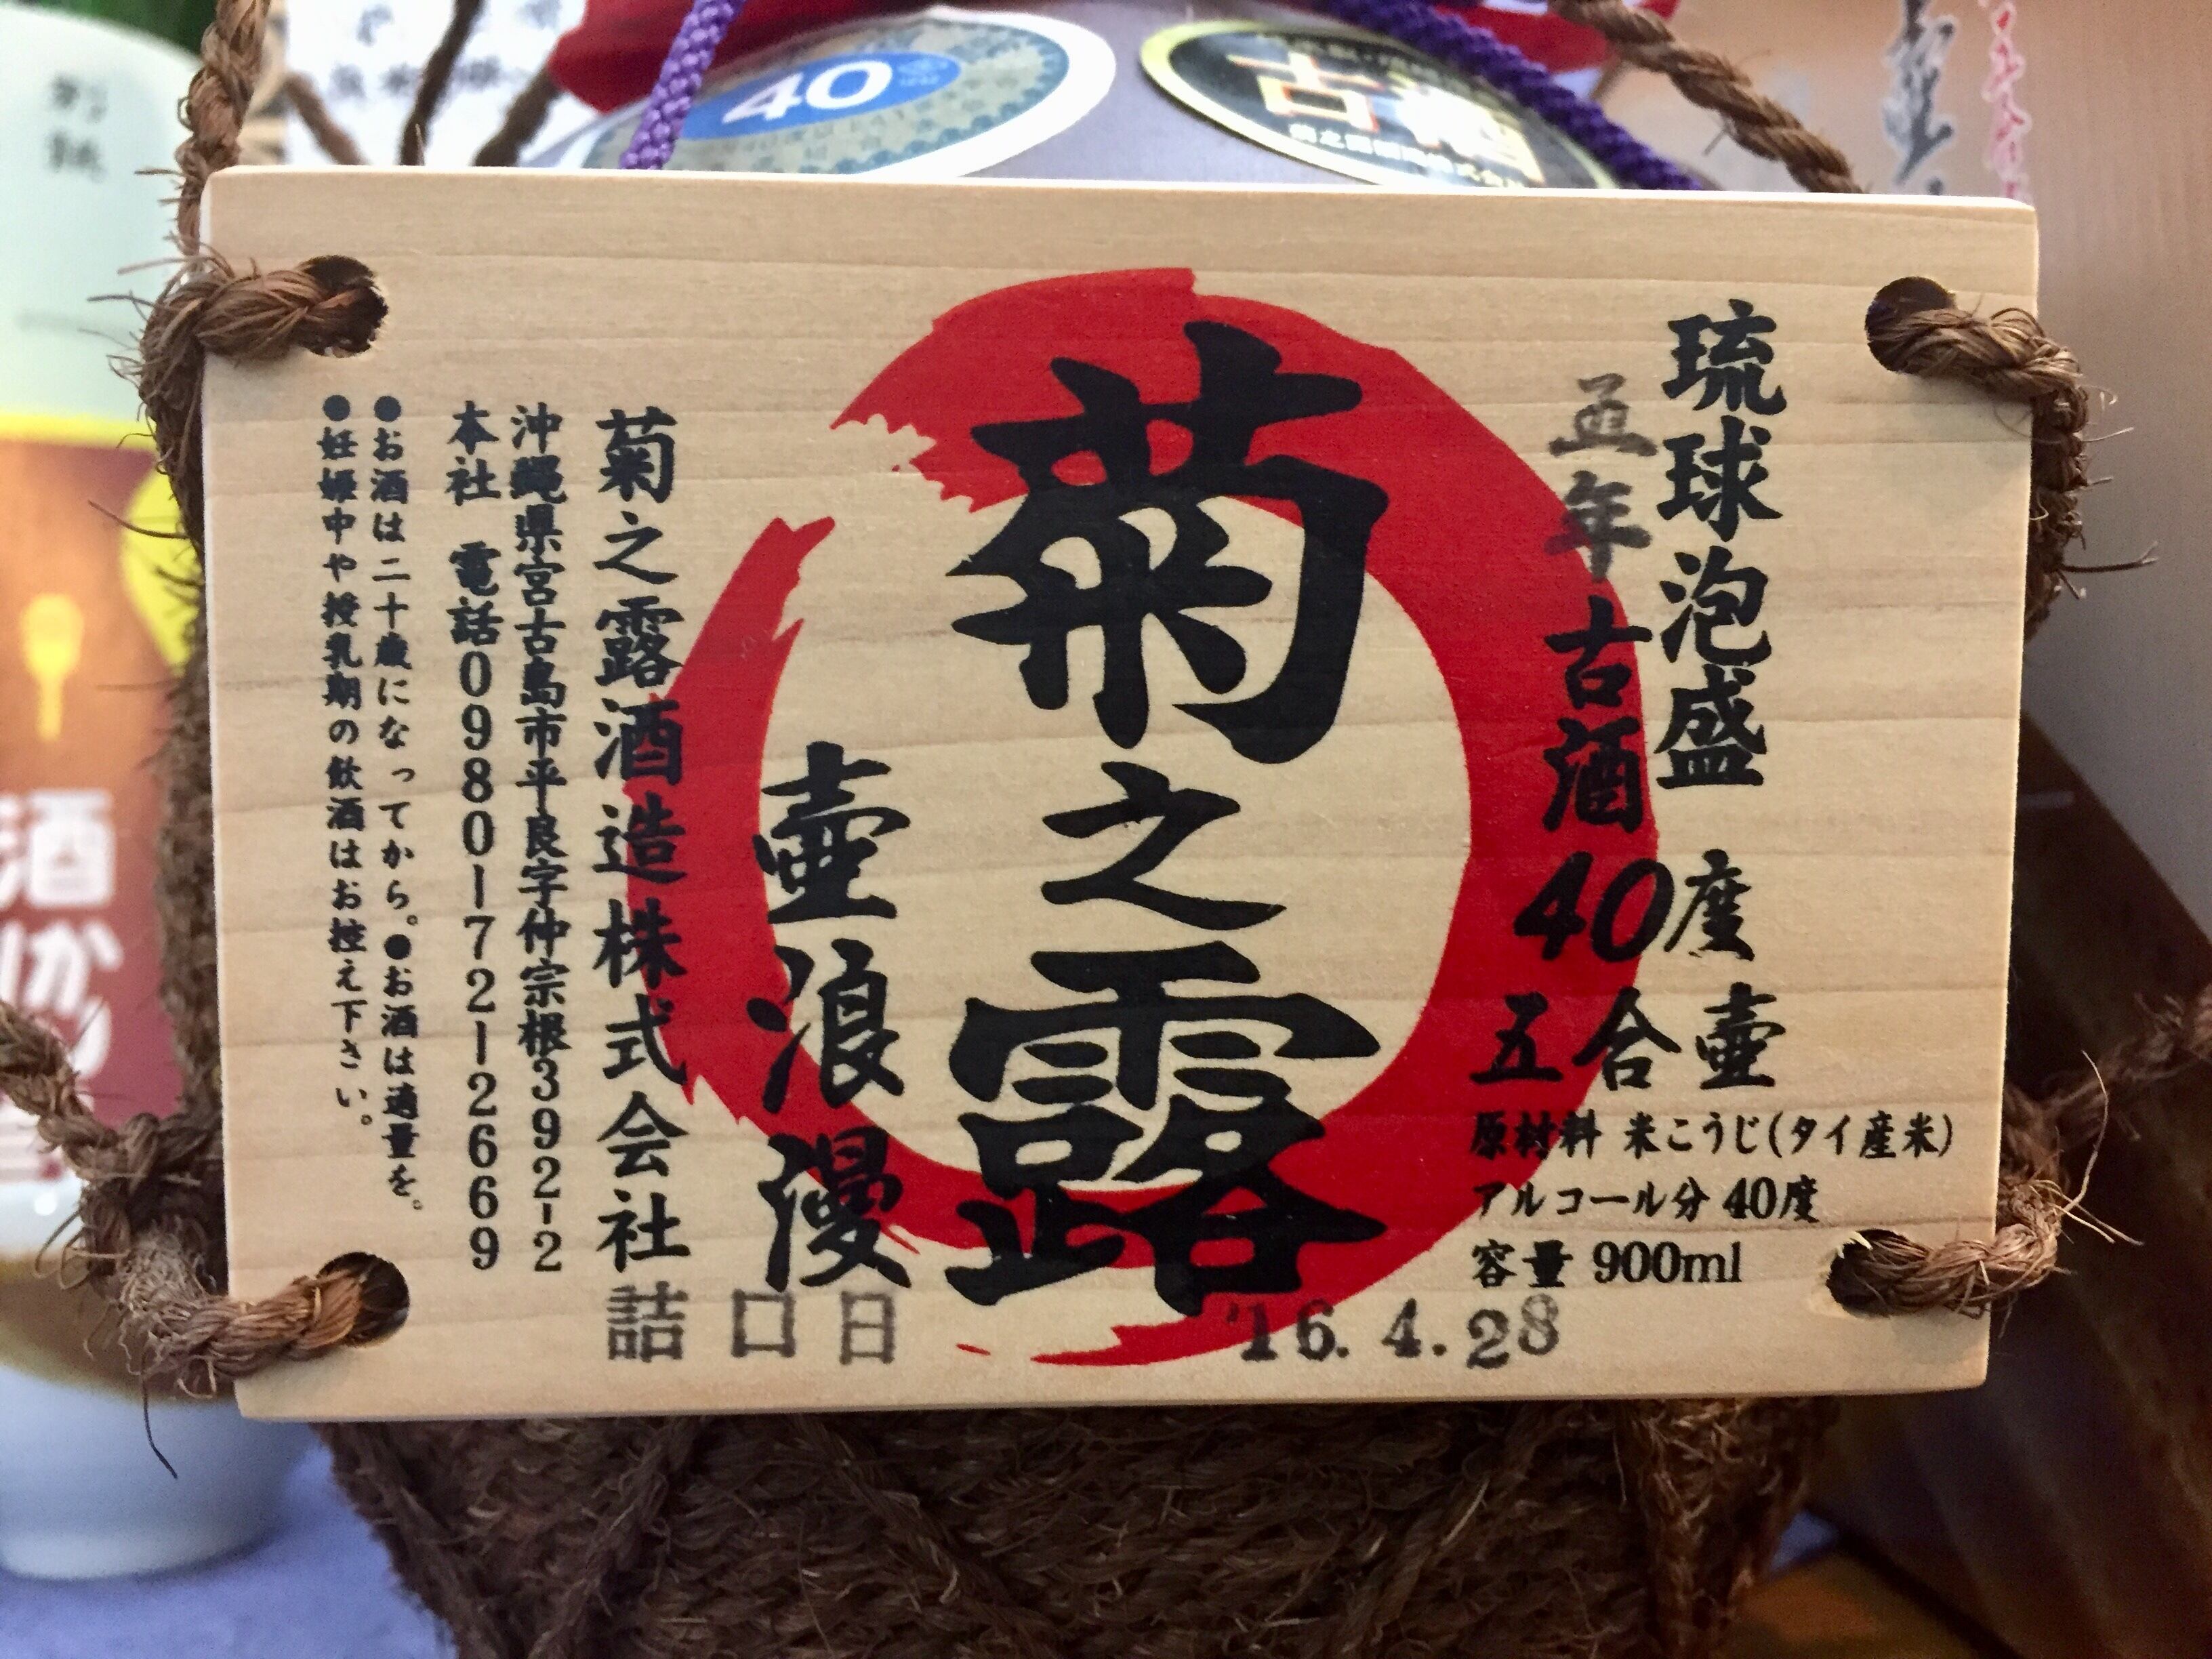 40
古酒
琉球泡盛
五年古酒
40度
五合壷
原材料 米こうじ(タイ産米)
アルコール分 40度
容量 900ml
菊之露
壷浪漫
菊之露酒造株式会社
沖縄県宮古島市平良字仲宗根392-2
本社 電話0980-72-2669
●お酒は二十歳になってから。●お酒は適量を。
●妊娠中や授乳期の飲酒はお控え下さい。
詰口日 '16.4.28